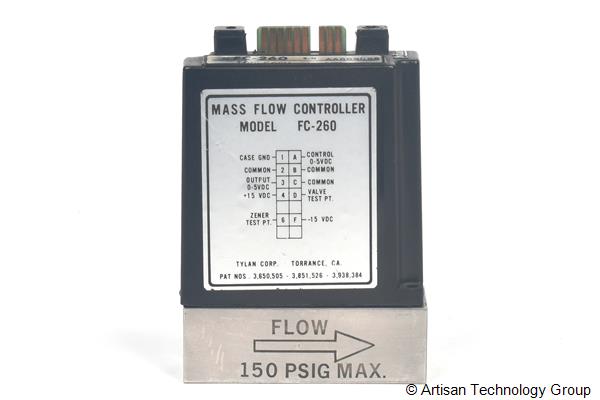 260
MASS FLOW CONTROLLER
MODEL FC-260
CASE GND 1 A CONTROL 0-5VDC
COMMON 2 B COMMON
OUTPUT 0-5VDC 3 C COMMON
+15 VDC 4 D VALVE TEST PT.
ZENER TEST PT. 6 F -15 VDC
TYLAN CORP. TORRANCE, CA.
PAT NOS. 3,650,505 - 3,851,526 - 3,938,384
FLOW
150 PSIG MAX.
© Artisan Technology Group